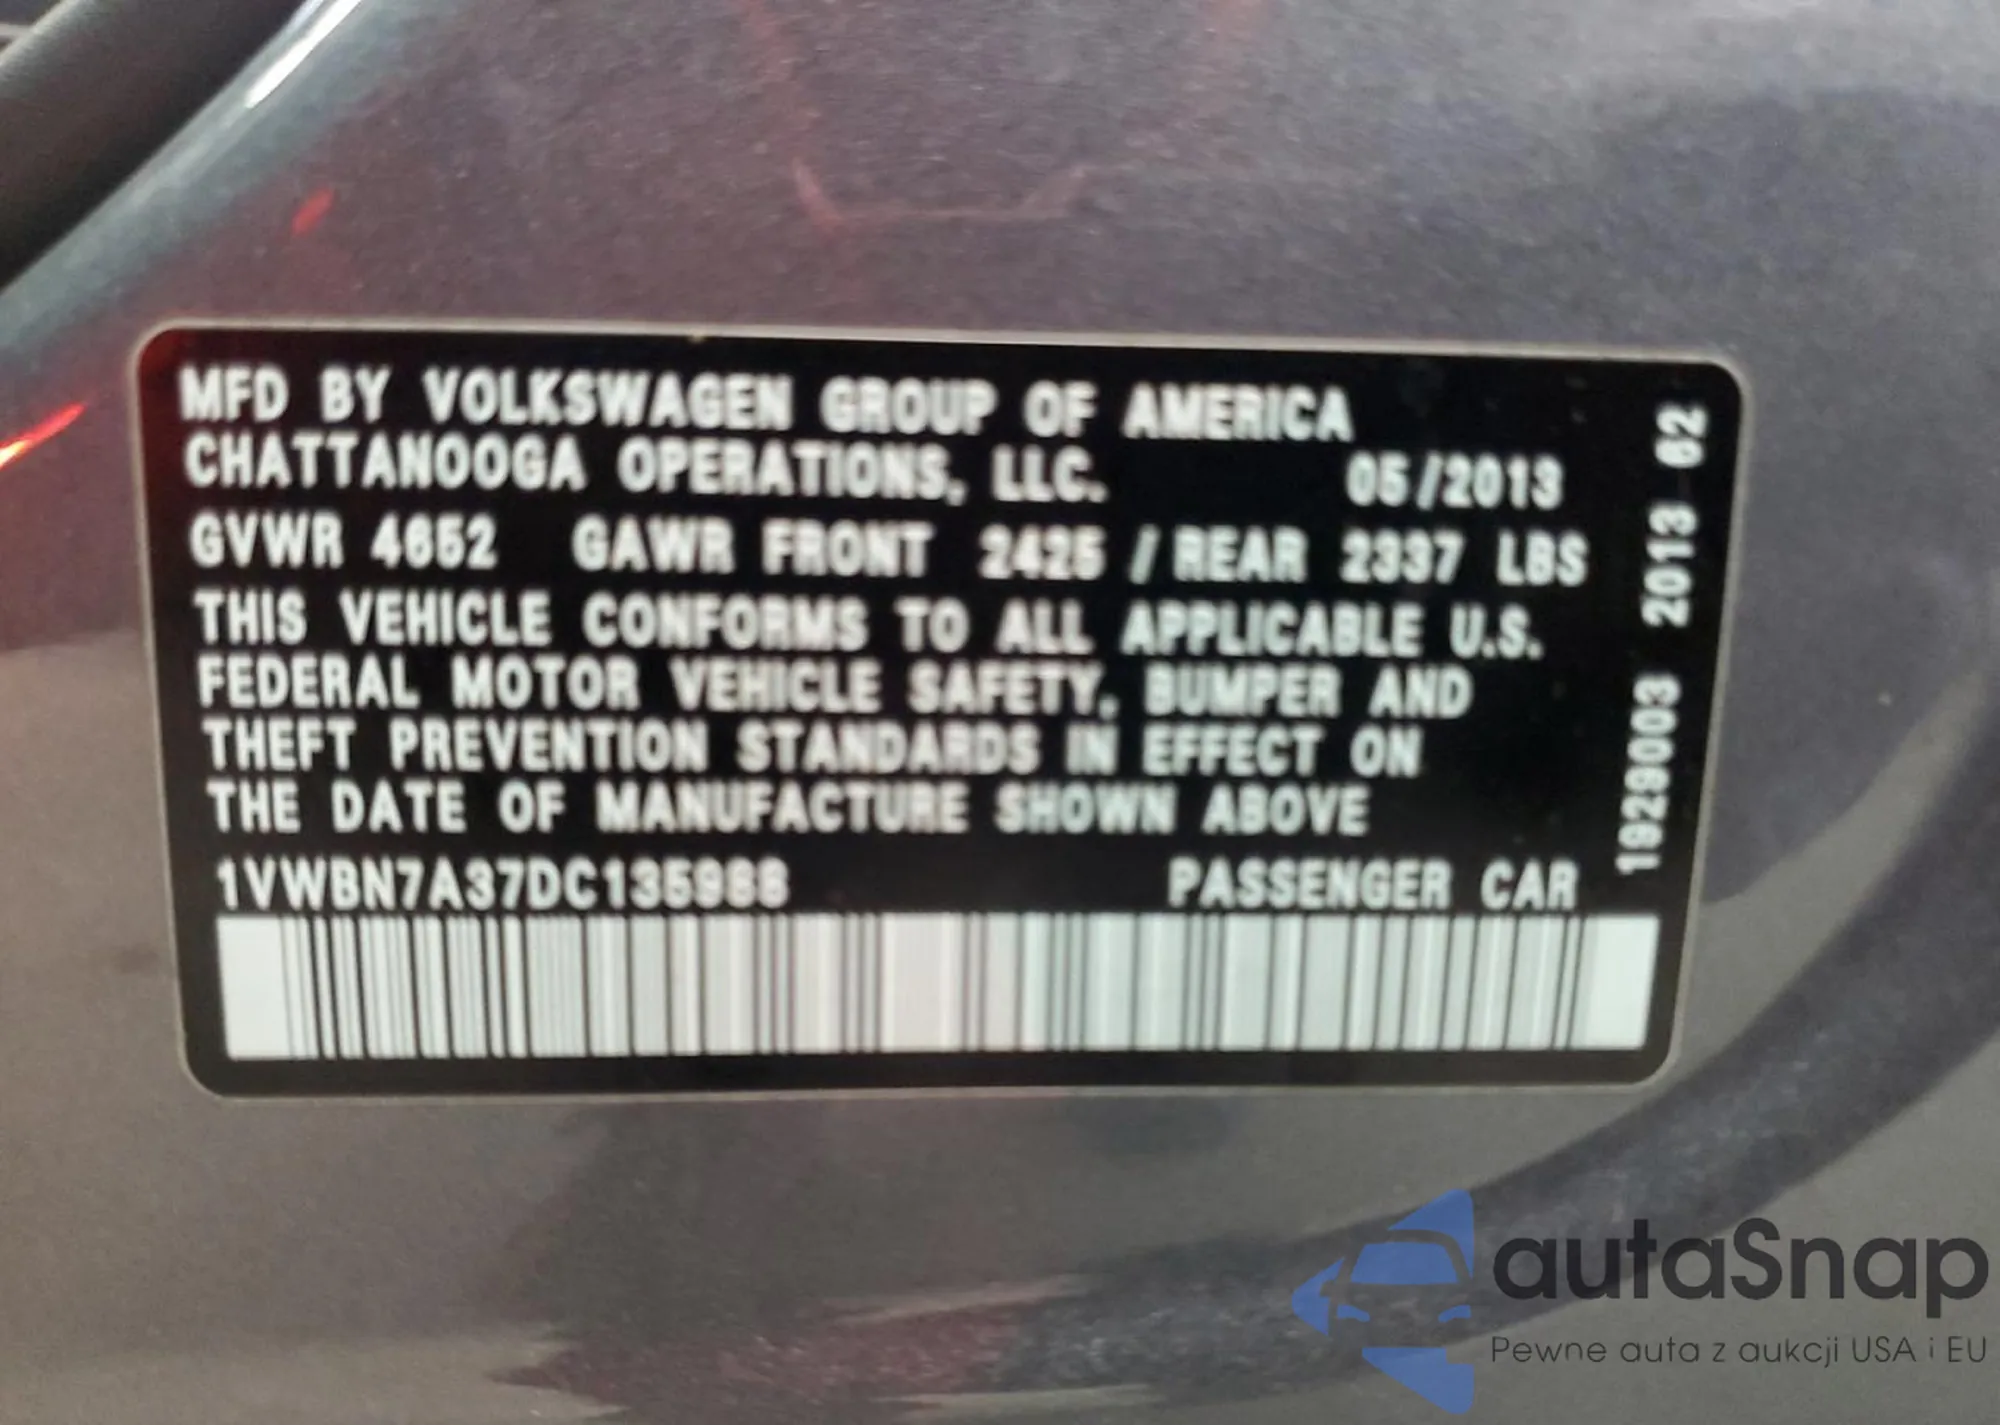 MFD BY VOLKSWAGEN GROUP OF AMERICA
CHATTANOOGA OPERATIONS, LLC. 05/2013
GVWR 4652 GAWR FRONT 2425 / REAR 2337 LBS
THIS VEHICLE CONFORMS TO ALL APPLICABLE U.S.
FEDERAL MOTOR VEHICLE SAFETY, BUMPER AND
THEFT PREVENTION STANDARDS IN EFFECT ON
THE DATE OF MANUFACTURE SHOWN ABOVE
1VWBN7A37DC135988 PASSENGER CAR
1929003 2013 62
autaSnap
Pewne auta z aukcji USA i EU